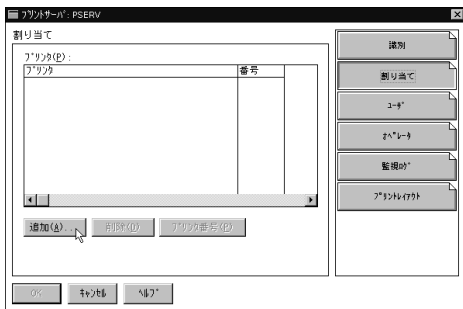 ﾌﾟﾘﾝﾄｻｰﾊﾞ: PSERV
割り当て
ﾌﾟﾘﾝﾀ(P) :
ﾌﾟﾘﾝﾀ 番号
追加(A)...
削除(D)
ﾌﾟﾘﾝﾀ番号(P)
OK
ｷｬﾝｾﾙ
ﾍﾙﾌﾟ
識別
割り当て
ﾕｰｻﾞ
ｵﾍﾟﾚｰﾀ
監視ﾛｸﾞ
ﾌﾟﾘﾝﾄﾚｲｱｳﾄ